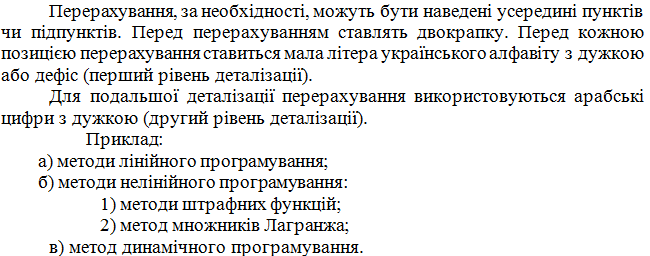 Перерахування, за необхідності, можуть бути наведені усередині пунктів
чи підпунктів. Перед перерахуванням ставлять двокрапку. Перед кожною
позицією перерахування ставиться мала літера українського алфавіту з дужкою
або дефіс (перший рівень деталізації).
Для подальшої деталізації перерахування використовуються арабські
цифри з дужкою (другий рівень деталізації).
Приклад:
а) методи лінійного програмування;
б) методи нелінійного програмування:
1) методи штрафних функцій;
2) метод множників Лагранжа;
в) метод динамічного програмування.